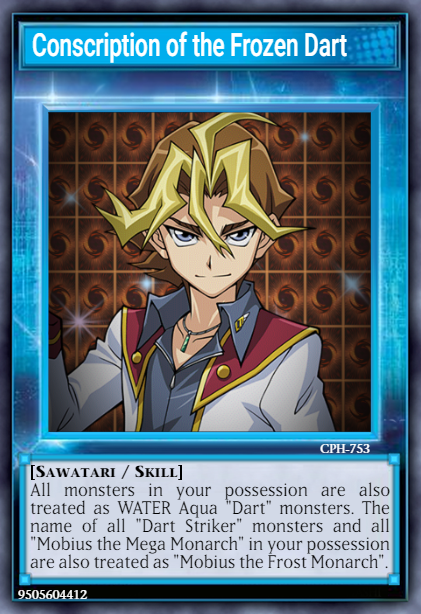 Conscription of the Frozen Dart
CPH-753
[Sawatari / Skill]
All monsters in your possession are also
treated as WATER Aqua "Dart" monsters. The
name of all "Dart Striker" monsters and all
"Mobius the Mega Monarch" in your possession
are also treated as "Mobius the Frost Monarch".
9505604412